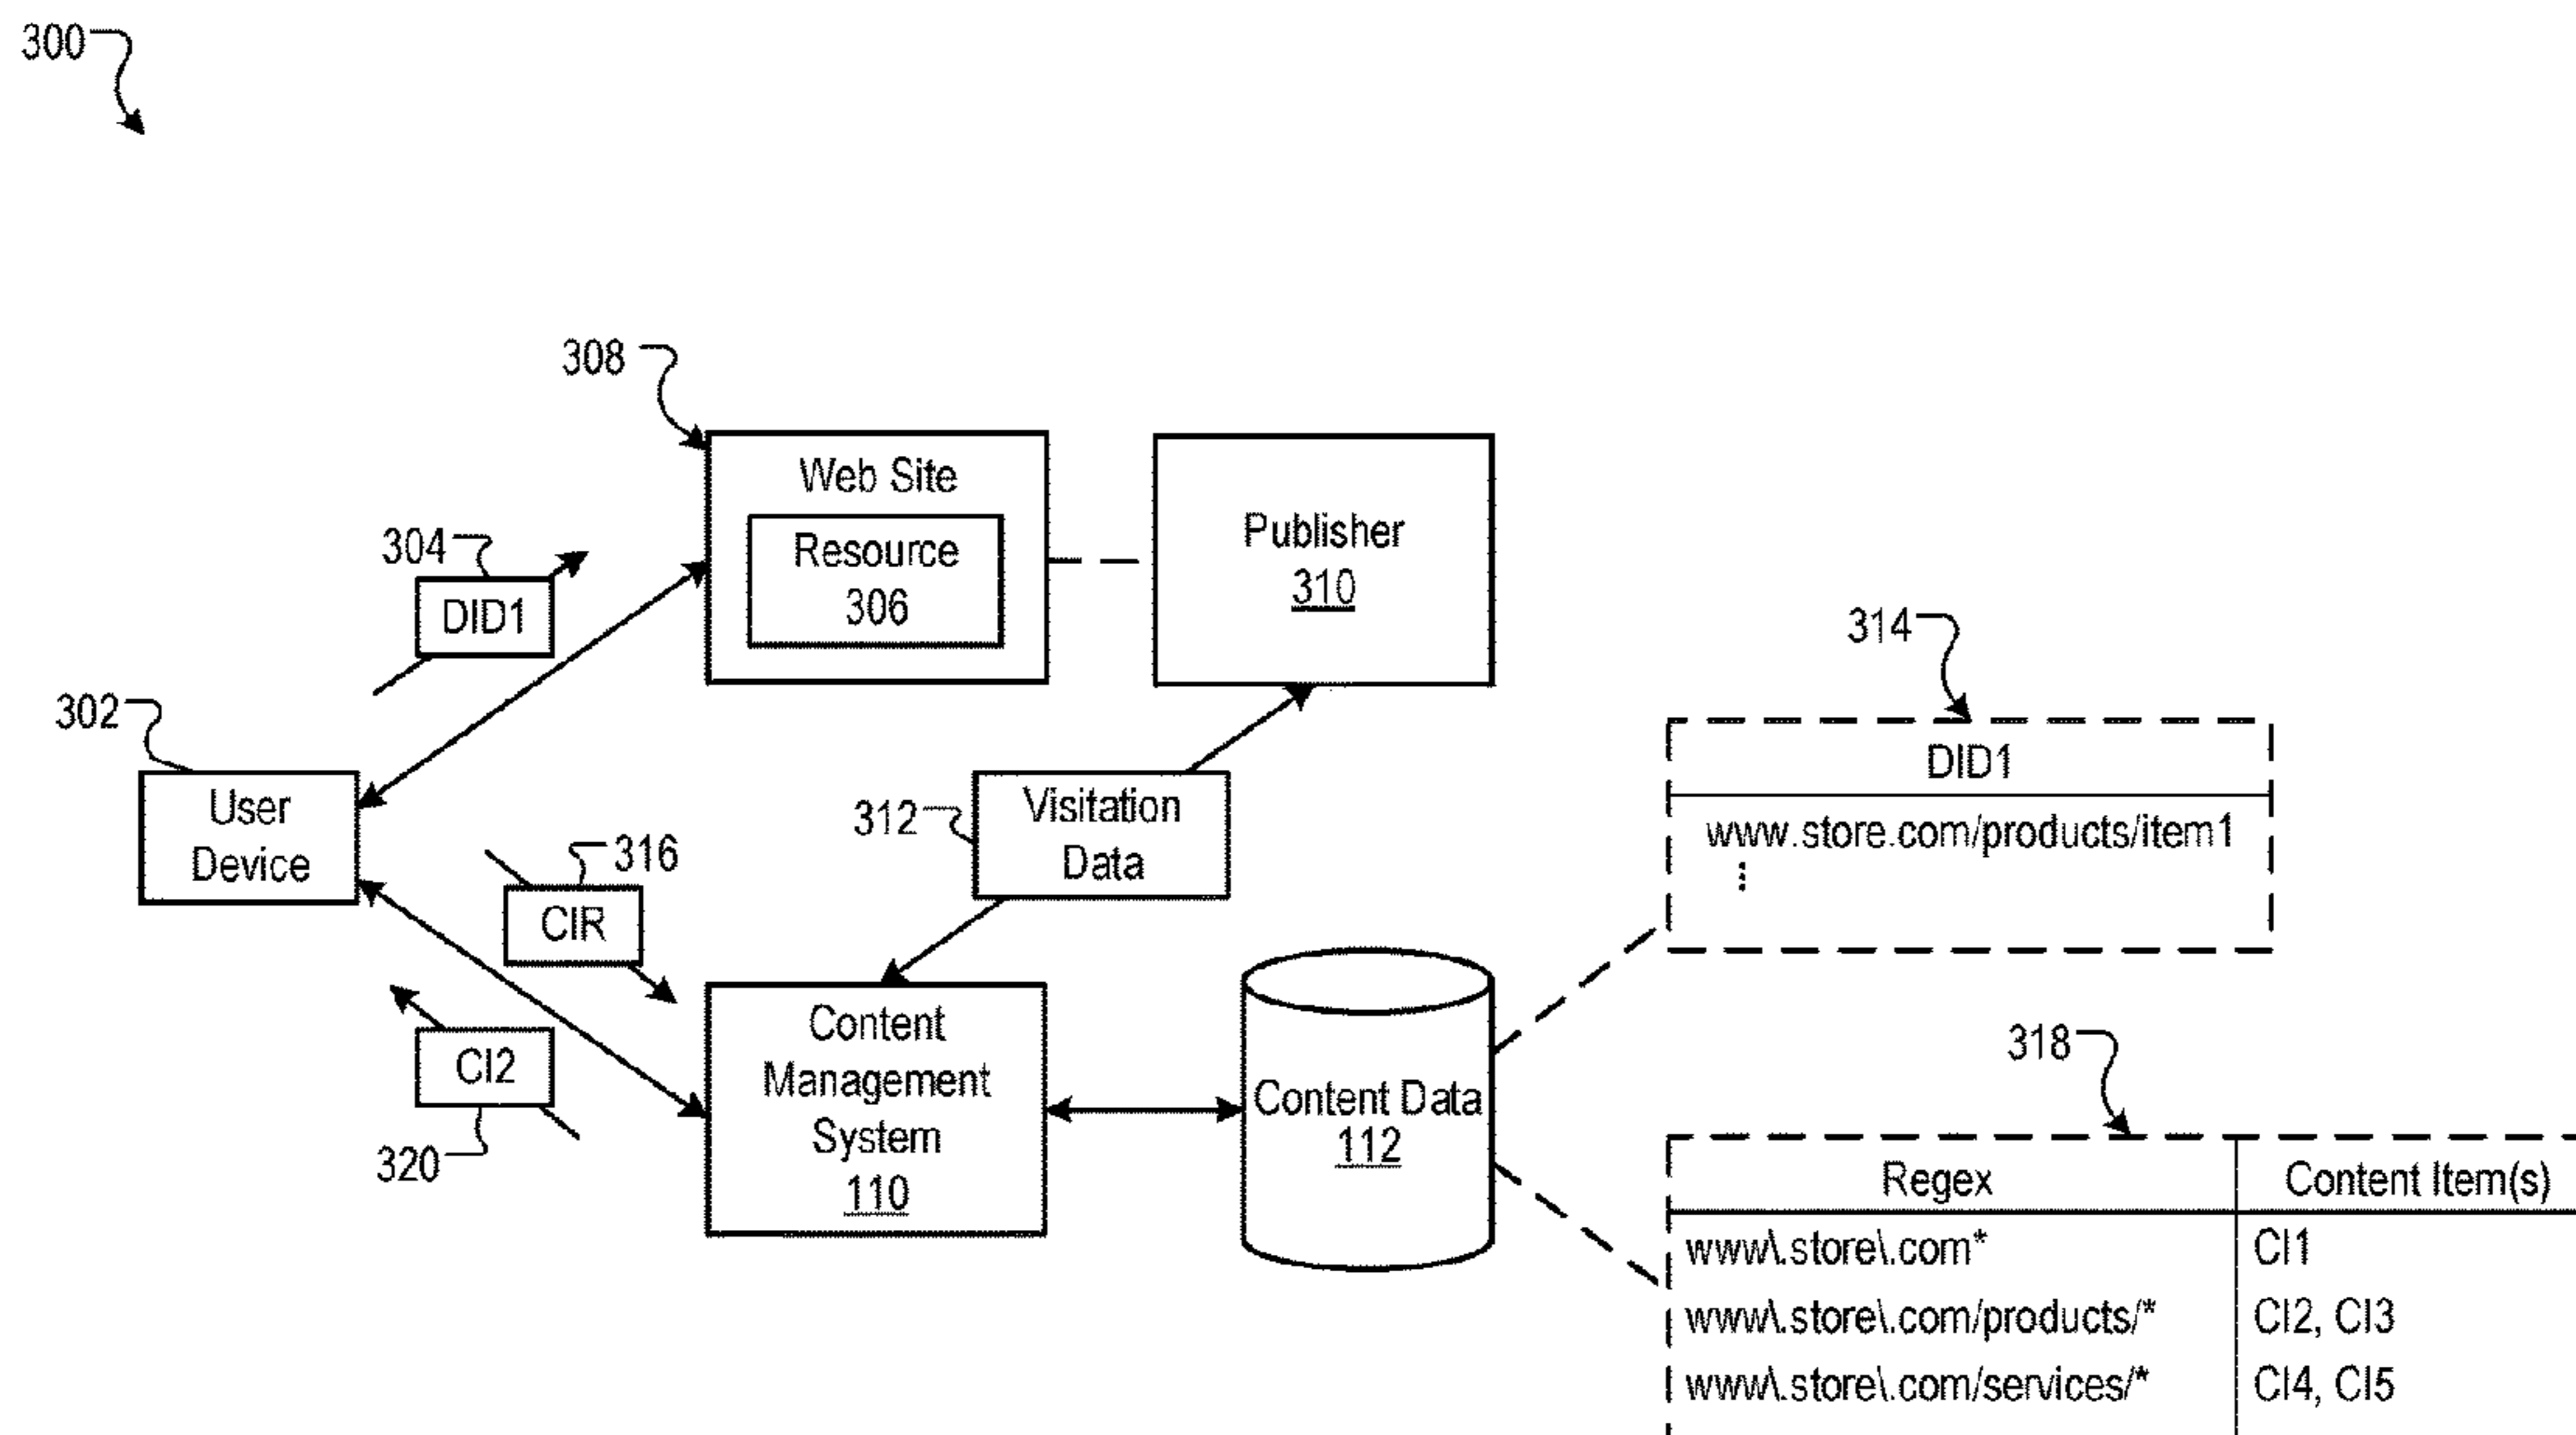 300
308
Web Site
Resource
306
Publisher
310
304
DID1
314
DID1
www.store.com/products/item1
⋮
302
User
Device
312
Visitation
Data
316
CIR
CI2
320
Content
Management
System
110
Content Data
112
318
Regex Content Item(s)
www\.store\.com* CI1
www\.store\.com/products/* CI2, CI3
www\.store\.com/services/* CI4, CI5